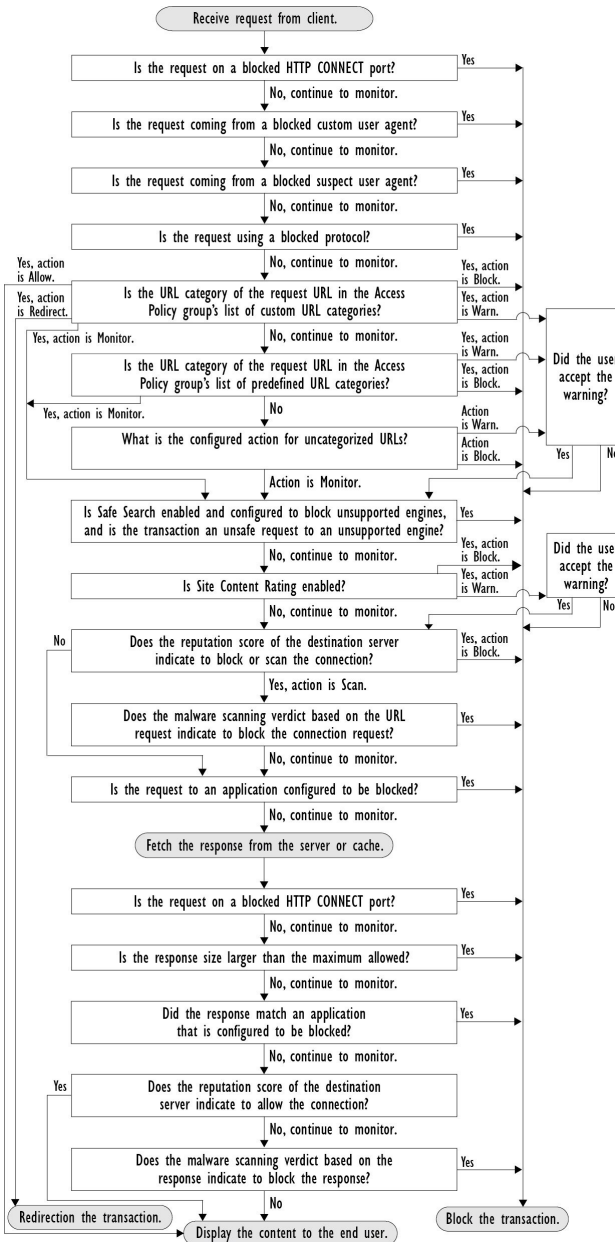 Receive request from client.
Is the request on a blocked HTTP CONNECT port?
Yes
No, continue to monitor.
Is the request coming from a blocked custom user agent?
Yes
No, continue to monitor.
Is the request coming from a blocked suspect user agent?
Yes
No, continue to monitor.
Is the request using a blocked protocol?
Yes
No, continue to monitor.
Yes, action
is Allow.
Yes, action
is Redirect.
Yes, action is Monitor.
Is the URL category of the request URL in the Access
Policy group's list of custom URL categories?
Yes, action
is Block.
Yes, action
is Warn.
No, continue to monitor.
Is the URL category of the request URL in the Access
Policy group's list of predefined URL categories?
Yes, action
is Warn.
Yes, action
is Block.
Did the user
accept the
warning?
Yes, action is Monitor.
No
What is the configured action for uncategorized URLs?
Action
is Warn.
Action
is Block.
Yes
No
Action is Monitor.
Is Safe Search enabled and configured to block unsupported engines,
and is the transaction an unsafe request to an unsupported engine?
Yes
No, continue to monitor.
Is Site Content Rating enabled?
Yes, action
is Block.
Yes, action
is Warn.
Did the user
accept the
warning?
Yes
No
No, continue to monitor.
No
Does the reputation score of the destination server
indicate to block or scan the connection?
Yes, action
is Block.
Yes, action is Scan.
Does the malware scanning verdict based on the URL
request indicate to block the connection request?
Yes
No, continue to monitor.
Is the request to an application configured to be blocked?
Yes
No, continue to monitor.
Fetch the response from the server or cache.
Is the request on a blocked HTTP CONNECT port?
Yes
No, continue to monitor.
Is the response size larger than the maximum allowed?
Yes
No, continue to monitor.
Did the response match an application
that is configured to be blocked?
Yes
No, continue to monitor.
Yes
Does the reputation score of the destination
server indicate to allow the connection?
No, continue to monitor.
Does the malware scanning verdict based on the
response indicate to block the response?
Yes
No
Redirection the transaction.
Display the content to the end user.
Block the transaction.